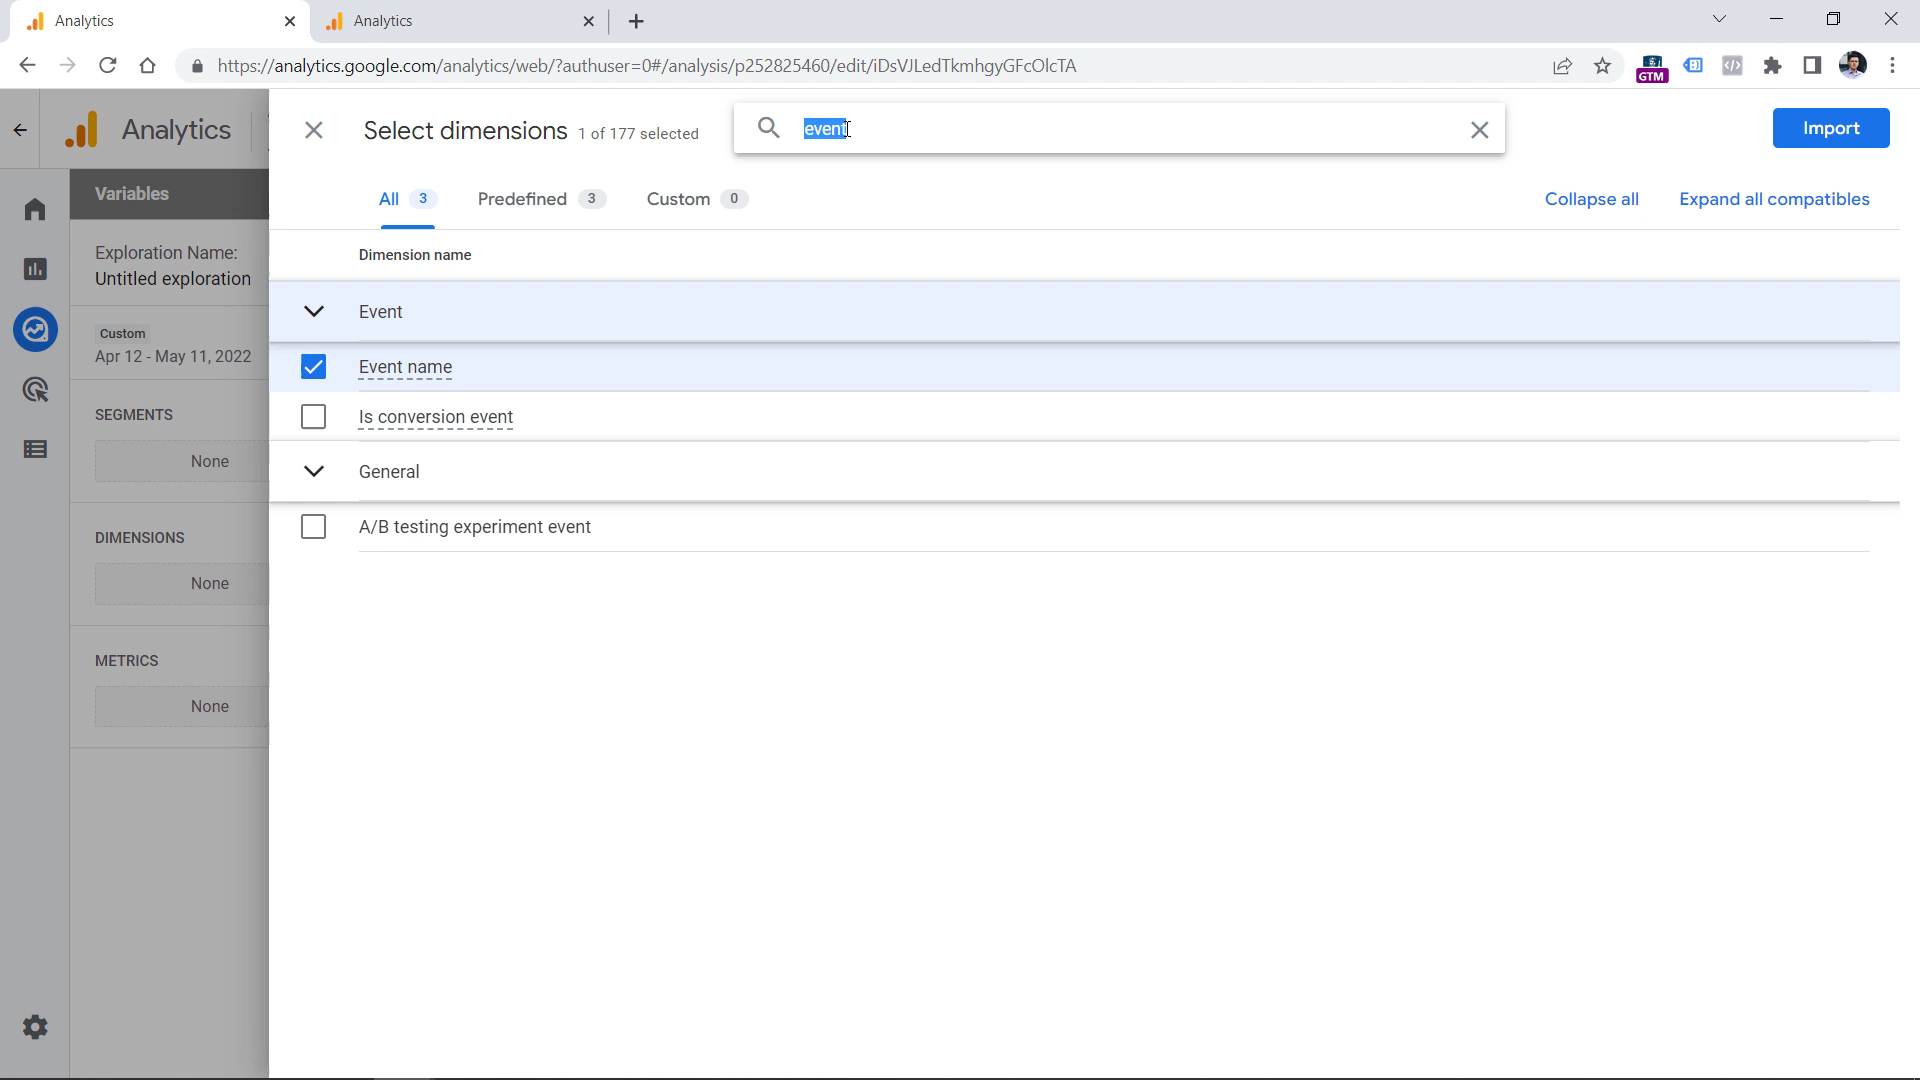 Analytics
Analytics
https://analytics.google.com/analytics/web/?authuser=0#/analysis/p252825460/edit/iDsVJLedTkmhgyGFcOlcTA
GTM
Analytics
Select dimensions 1 of 177 selected
event
Import
Variables
All 3
Predefined 3
Custom 0
Collapse all
Expand all compatibles
Exploration Name:
Untitled exploration
Dimension name
Custom
Apr 12 - May 11, 2022
Event
Event name
Is conversion event
SEGMENTS
None
General
DIMENSIONS
A/B testing experiment event
None
METRICS
None